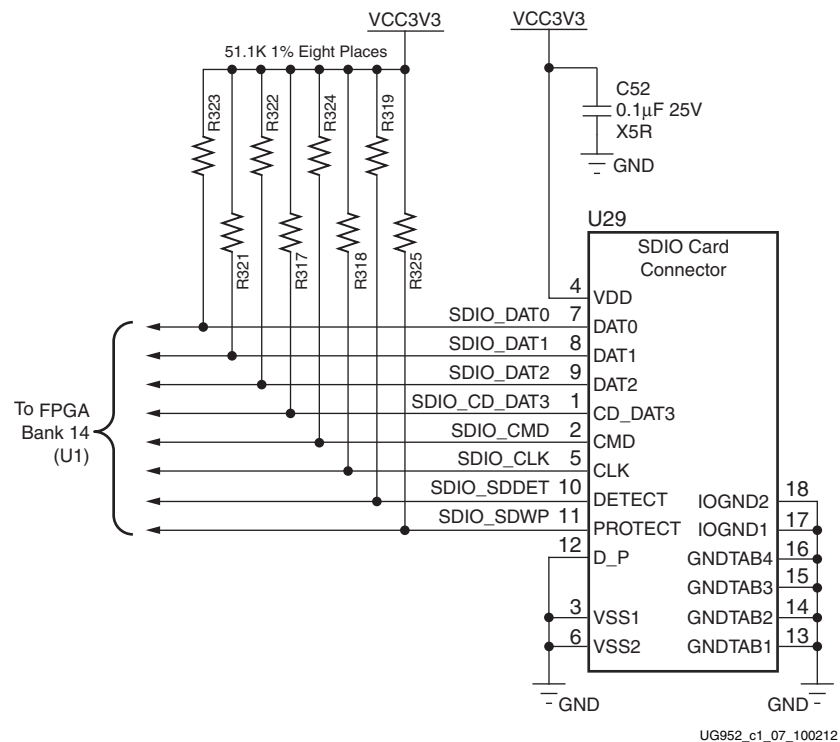 VCC3V3
VCC3V3
51.1K 1% Eight Places
R323
R322
R324
R319
R321
R317
R318
R325
C52
0.1µF 25V
X5R
GND
U29
SDIO Card
Connector
4 VDD
SDIO_DAT0 7 DAT0
SDIO_DAT1 8 DAT1
SDIO_DAT2 9 DAT2
SDIO_CD_DAT3 1 CD_DAT3
SDIO_CMD 2 CMD
SDIO_CLK 5 CLK
SDIO_SDDET 10 DETECT
SDIO_SDWP 11 PROTECT
12 D_P
3 VSS1
6 VSS2
To FPGA
Bank 14
(U1)
IOGND2 18
IOGND1 17
GNDTAB4 16
GNDTAB3 15
GNDTAB2 14
GNDTAB1 13
GND
GND
UG952_c1_07_100212